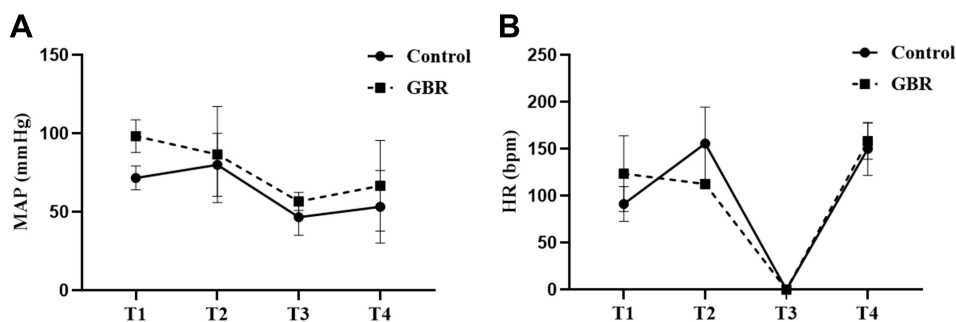 A
150
100
50
0
MAP (mmHg)
T1 T2 T3 T4
Control
GBR
B
250
200
150
100
50
0
HR (bpm)
T1 T2 T3 T4
Control
GBR